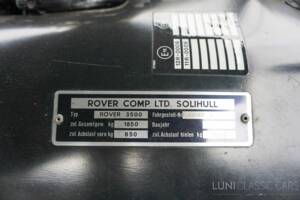 ROVER COMP. LTD. SOLIHULL
Typ ROVER 3500 Fahrgestell-Nr
zul. Gesamtgew. kg 1850 Baujahr
zul. Achslast vorn kg 850 zul. Achslast hinten kg
LUNI CLASSIC CARS